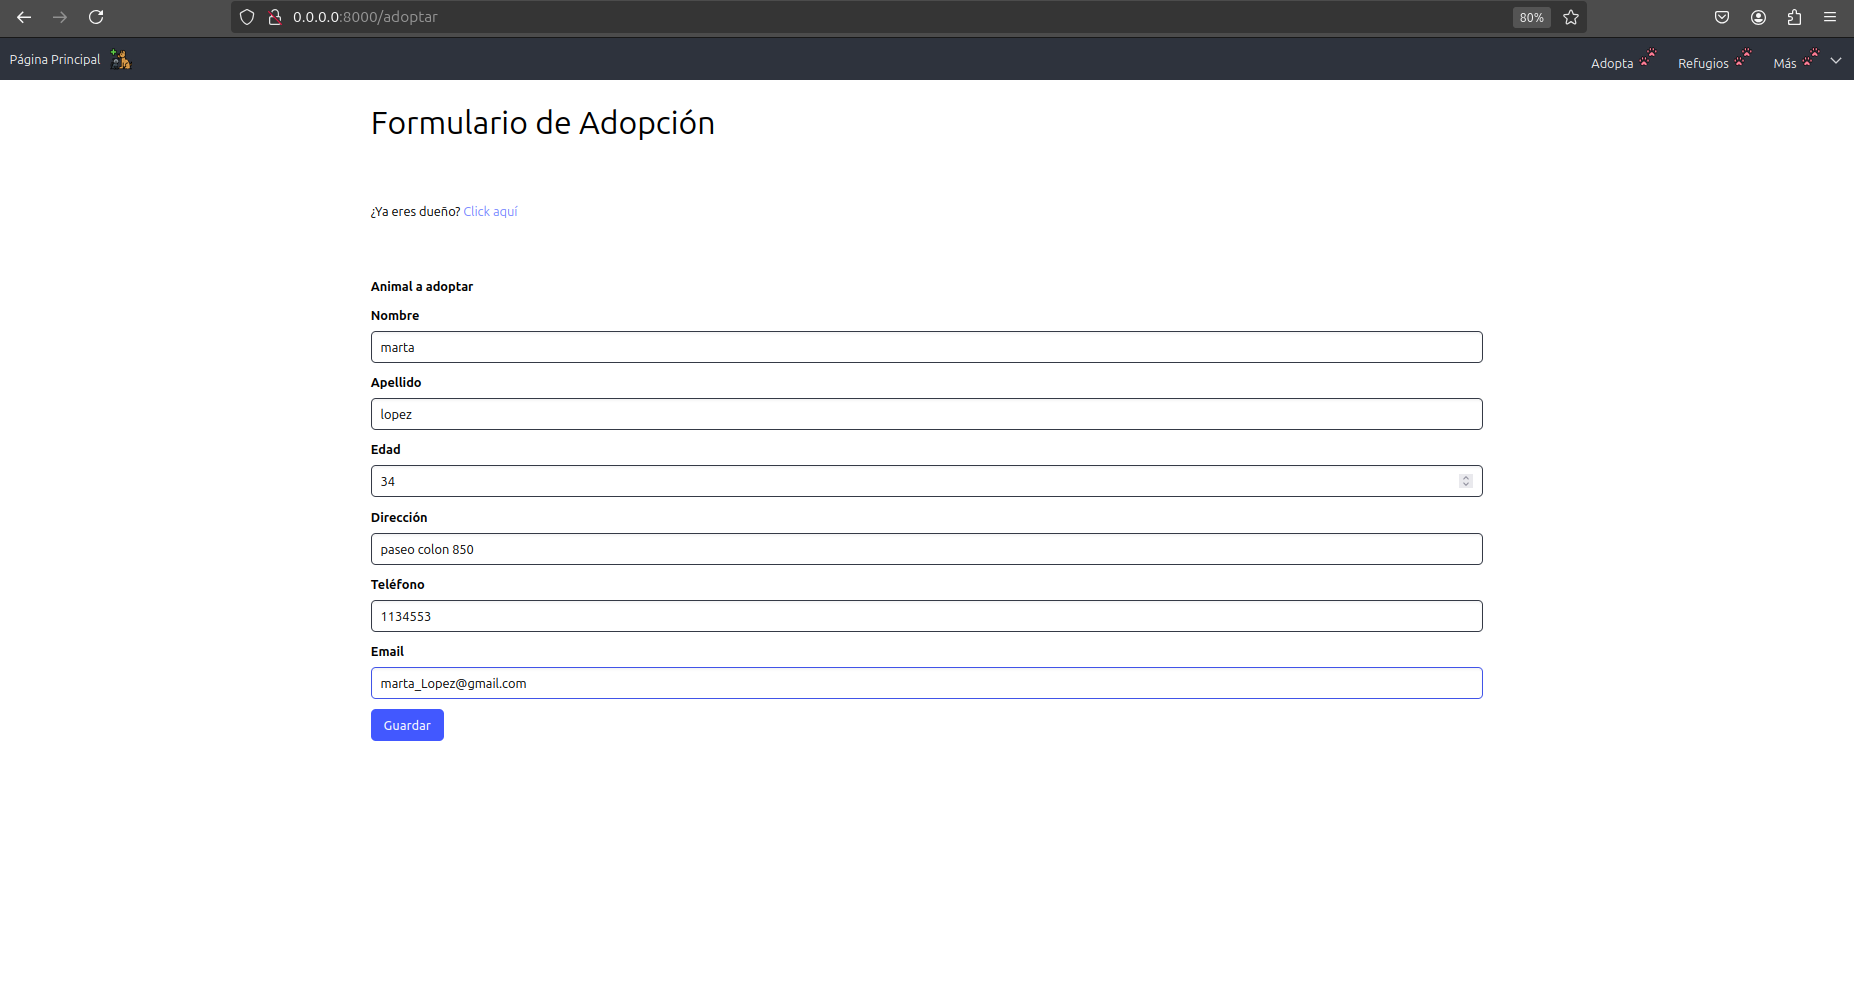 0.0.0.0:8000/adoptar
80%
Página Principal
Adopta
Refugios
Más
Formulario de Adopción
¿Ya eres dueño? Click aquí
Animal a adoptar
Nombre
marta
Apellido
lopez
Edad
34
Dirección
paseo colon 850
Teléfono
1134553
Email
marta_Lopez@gmail.com
Guardar